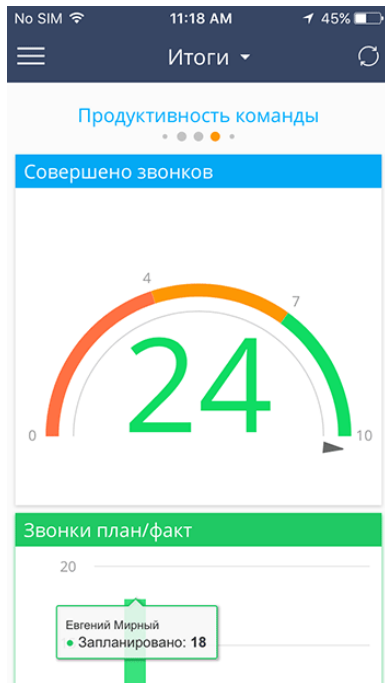 No SIM 11:18 AM 45%
Итоги
Продуктивность команды
Совершено звонков
4
7
24
0
10
Звонки план/факт
20
Евгений Мирный
Запланировано: 18